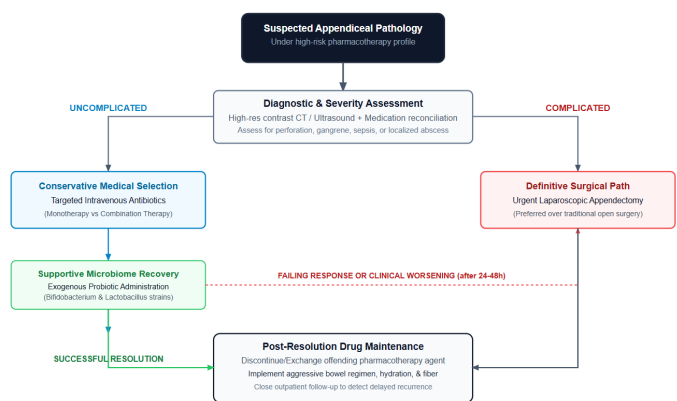 Suspected Appendiceal Pathology
Under high-risk pharmacotherapy profile
Diagnostic & Severity Assessment
High-res contrast CT / Ultrasound + Medication reconciliation
Assess for perforation, gangrene, sepsis, or localized abscess
UNCOMPLICATED
COMPLICATED
Conservative Medical Selection
Targeted Intravenous Antibiotics
(Monotherapy vs Combination Therapy)
Definitive Surgical Path
Urgent Laparoscopic Appendectomy
(Preferred over traditional open surgery)
Supportive Microbiome Recovery
Exogenous Probiotic Administration
(Bifidobacterium & Lactobacillus strains)
FAILING RESPONSE OR CLINICAL WORSENING (after 24-48h)
SUCCESSFUL RESOLUTION
Post-Resolution Drug Maintenance
Discontinue/Exchange offending pharmacotherapy agent
Implement aggressive bowel regimen, hydration, & fiber
Close outpatient follow-up to detect delayed recurrence